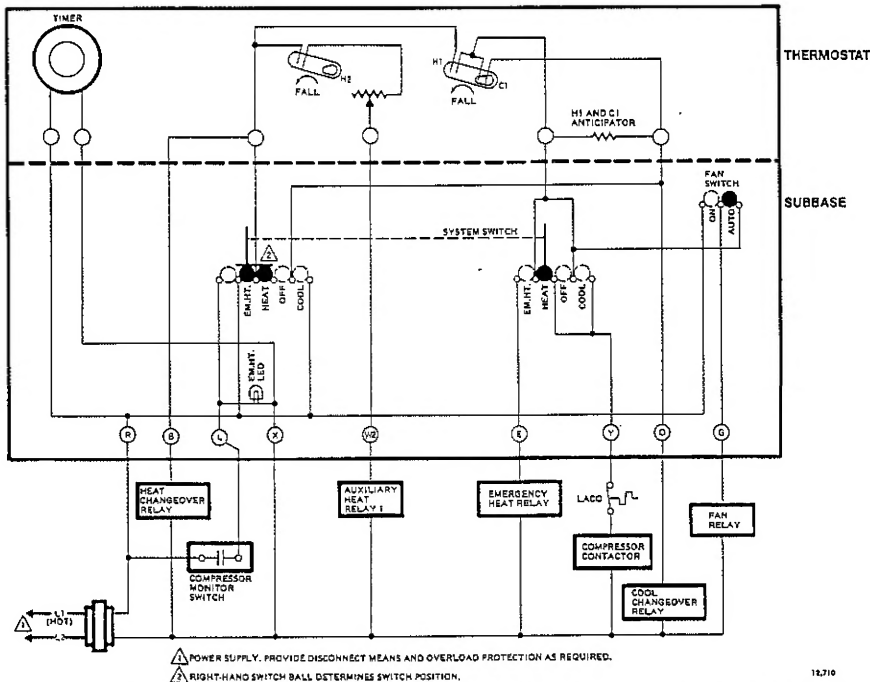 TIMER
THERMOSTAT
H2
FALL
H1
C1
FALL
H1 AND C1
ANTICIPATOR
FAN
SWITCH
ON
AUTO
SUBBASE
SYSTEM SWITCH
2
EM.HT.
HEAT
OFF
COOL
EM.HT.
HEAT
OFF
COOL
EM.HT.
LED
R
B
L
X
W2
E
Y
O
G
HEAT
CHANGEOVER
RELAY
AUXILIARY
HEAT
RELAY 1
EMERGENCY
HEAT RELAY
LACO
FAN
RELAY
COMPRESSOR
MONITOR
SWITCH
COMPRESSOR
CONTACTOR
COOL
CHANGEOVER
RELAY
1
L1
(HOT)
L2
1 POWER SUPPLY. PROVIDE DISCONNECT MEANS AND OVERLOAD PROTECTION AS REQUIRED.
2 RIGHT-HAND SWITCH BALL DETERMINES SWITCH POSITION.
12,710